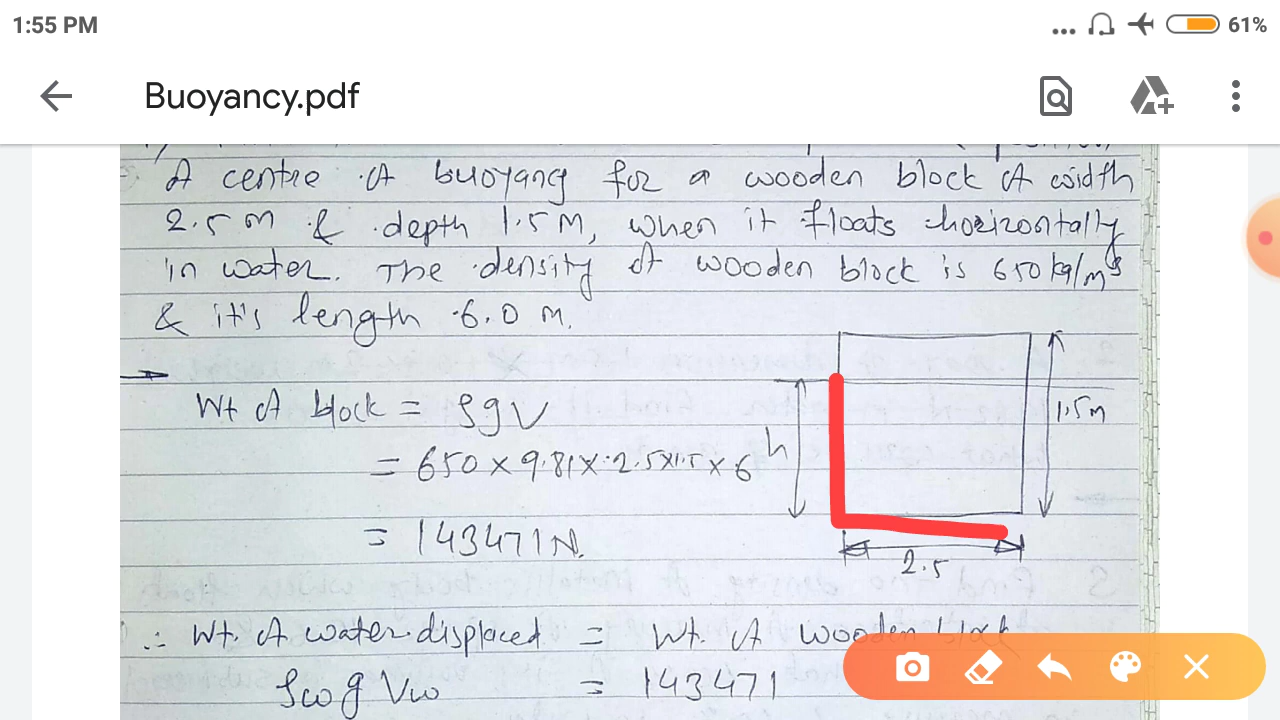 1:55 PM
61%
Buoyancy.pdf
A centre of buoyang for a wooden block of width
2.5 m & depth 1.5 M, when it floats horizontally
in water. The density of wooden block is 650 kg/m³
& it's length 6.0 m.
Wt of block = ρgV
= 650 × 9.81 × 2.5×1.5 × 6
= 143471 N.
h
1.5m
2.5
∴ Wt. of water displaced = Wt. of wooden block
ρw g Vw = 143471